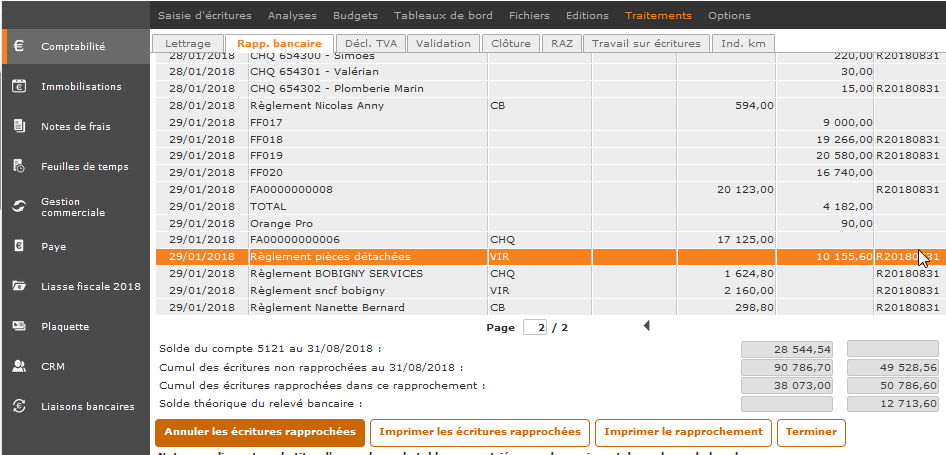 Saisie d'écritures Analyses Budgets Tableaux de bord Fichiers Editions Traitements Options
Comptabilité
Immobilisations
Notes de frais
Feuilles de temps
Gestion
commerciale
Paye
Liasse fiscale 2018
Plaquette
CRM
Liaisons bancaires
Lettrage Rapp. bancaire Décl. TVA Validation Clôture RAZ Travail sur écritures Ind. km
28/01/2018 CHQ 654300 - Simoes 220,00 R20180831
28/01/2018 CHQ 654301 - Valérian 30,00
28/01/2018 CHQ 654302 - Plomberie Marin 15,00 R20180831
28/01/2018 Règlement Nicolas Anny CB 594,00
29/01/2018 FF017 9 000,00
29/01/2018 FF018 19 266,00 R20180831
29/01/2018 FF019 20 580,00 R20180831
29/01/2018 FF020 16 740,00
29/01/2018 FA0000000008 20 123,00 R20180831
29/01/2018 TOTAL 4 182,00
29/01/2018 Orange Pro 90,00
29/01/2018 FA00000000006 CHQ 17 125,00
29/01/2018 Règlement pièces détachées VIR 10 155,60 R20180831
29/01/2018 Règlement BOBIGNY SERVICES CHQ 1 624,80 R20180831
29/01/2018 Règlement sncf bobigny VIR 2 160,00 R20180831
29/01/2018 Règlement Nanette Bernard CB 298,80 R20180831
Page 2 / 2
Solde du compte 5121 au 31/08/2018 : 28 544,54
Cumul des écritures non rapprochées au 31/08/2018 : 90 786,70 49 528,56
Cumul des écritures rapprochées dans ce rapprochement : 38 073,00 50 786,60
Solde théorique du relevé bancaire : 12 713,60
Annuler les écritures rapprochées Imprimer les écritures rapprochées Imprimer le rapprochement Terminer